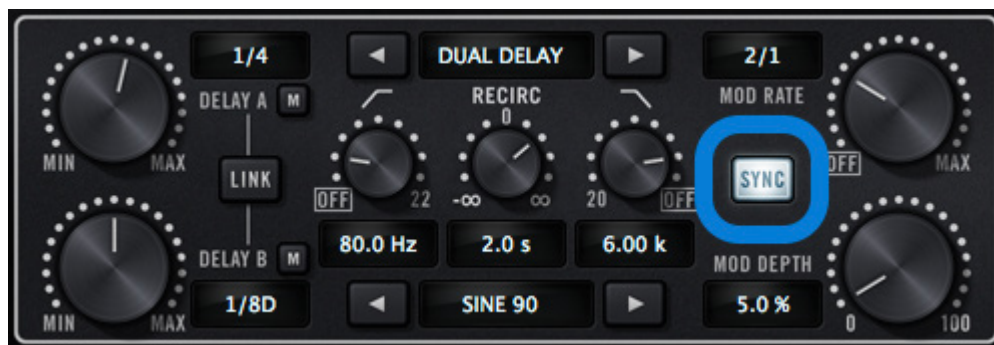 1/4 DUAL DELAY 2/1
DELAY A M RECIRC MOD RATE
0
MIN MAX LINK SYNC OFF MAX
OFF 22 -∞ ∞ 20 OFF
80.0 Hz 2.0 s 6.00 k
DELAY B M MOD DEPTH
1/8D SINE 90 5.0 %
MIN MAX 0 100